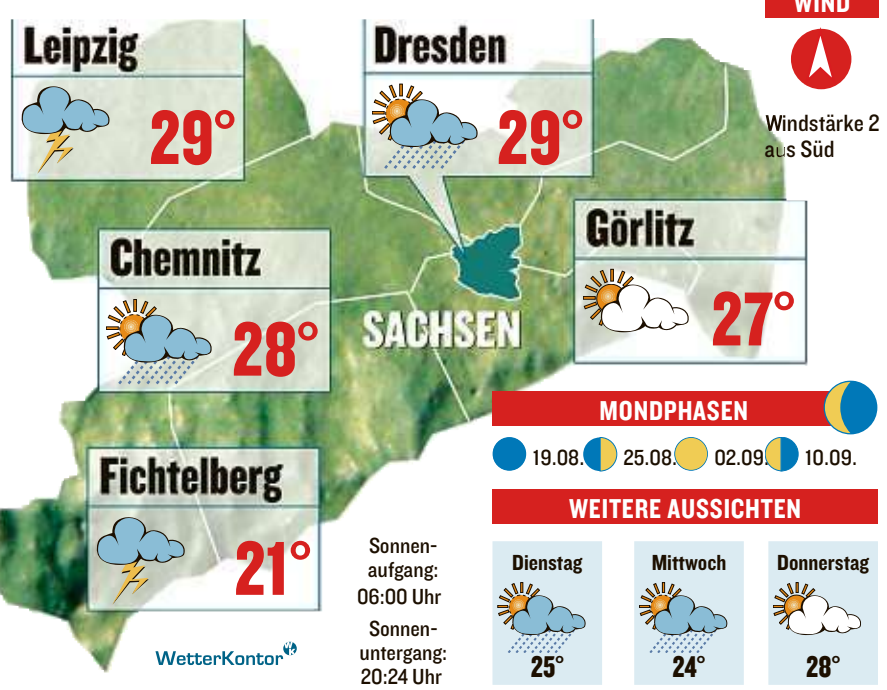 WIND
Leipzig
29°
Dresden
29°
Windstärke 2
aus Süd
Chemnitz
28°
Görlitz
27°
SACHSEN
Fichtelberg
21°
MONDPHASEN
19.08. 25.08. 02.09. 10.09.
WEITERE AUSSICHTEN
Sonnen-
aufgang:
06:00 Uhr
Sonnen-
untergang:
20:24 Uhr
Dienstag
25°
Mittwoch
24°
Donnerstag
28°
WetterKontor